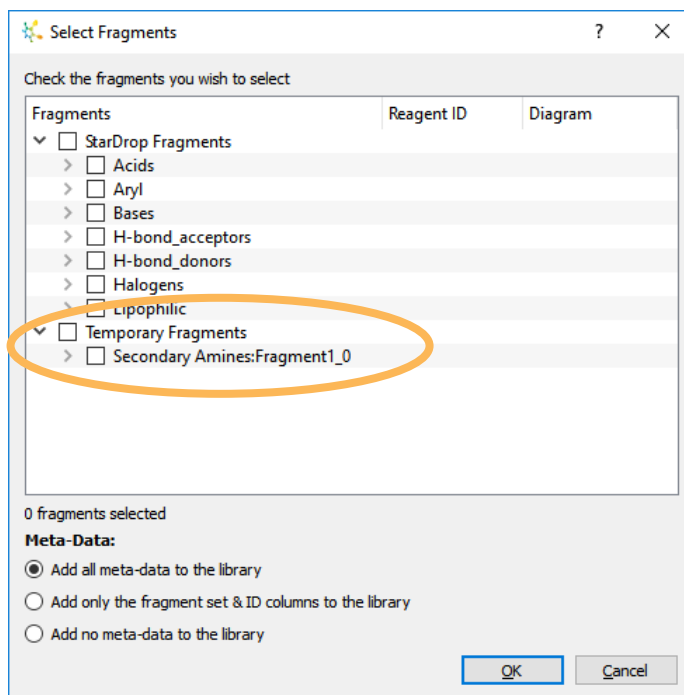 Select Fragments ?
Check the fragments you wish to select
Fragments Reagent ID Diagram
StarDrop Fragments
Acids
Aryl
Bases
H-bond_acceptors
H-bond_donors
Halogens
Lipophilic
Temporary Fragments
Secondary Amines:Fragment1_0
0 fragments selected
Meta-Data:
Add all meta-data to the library
Add only the fragment set & ID columns to the library
Add no meta-data to the library
OK Cancel